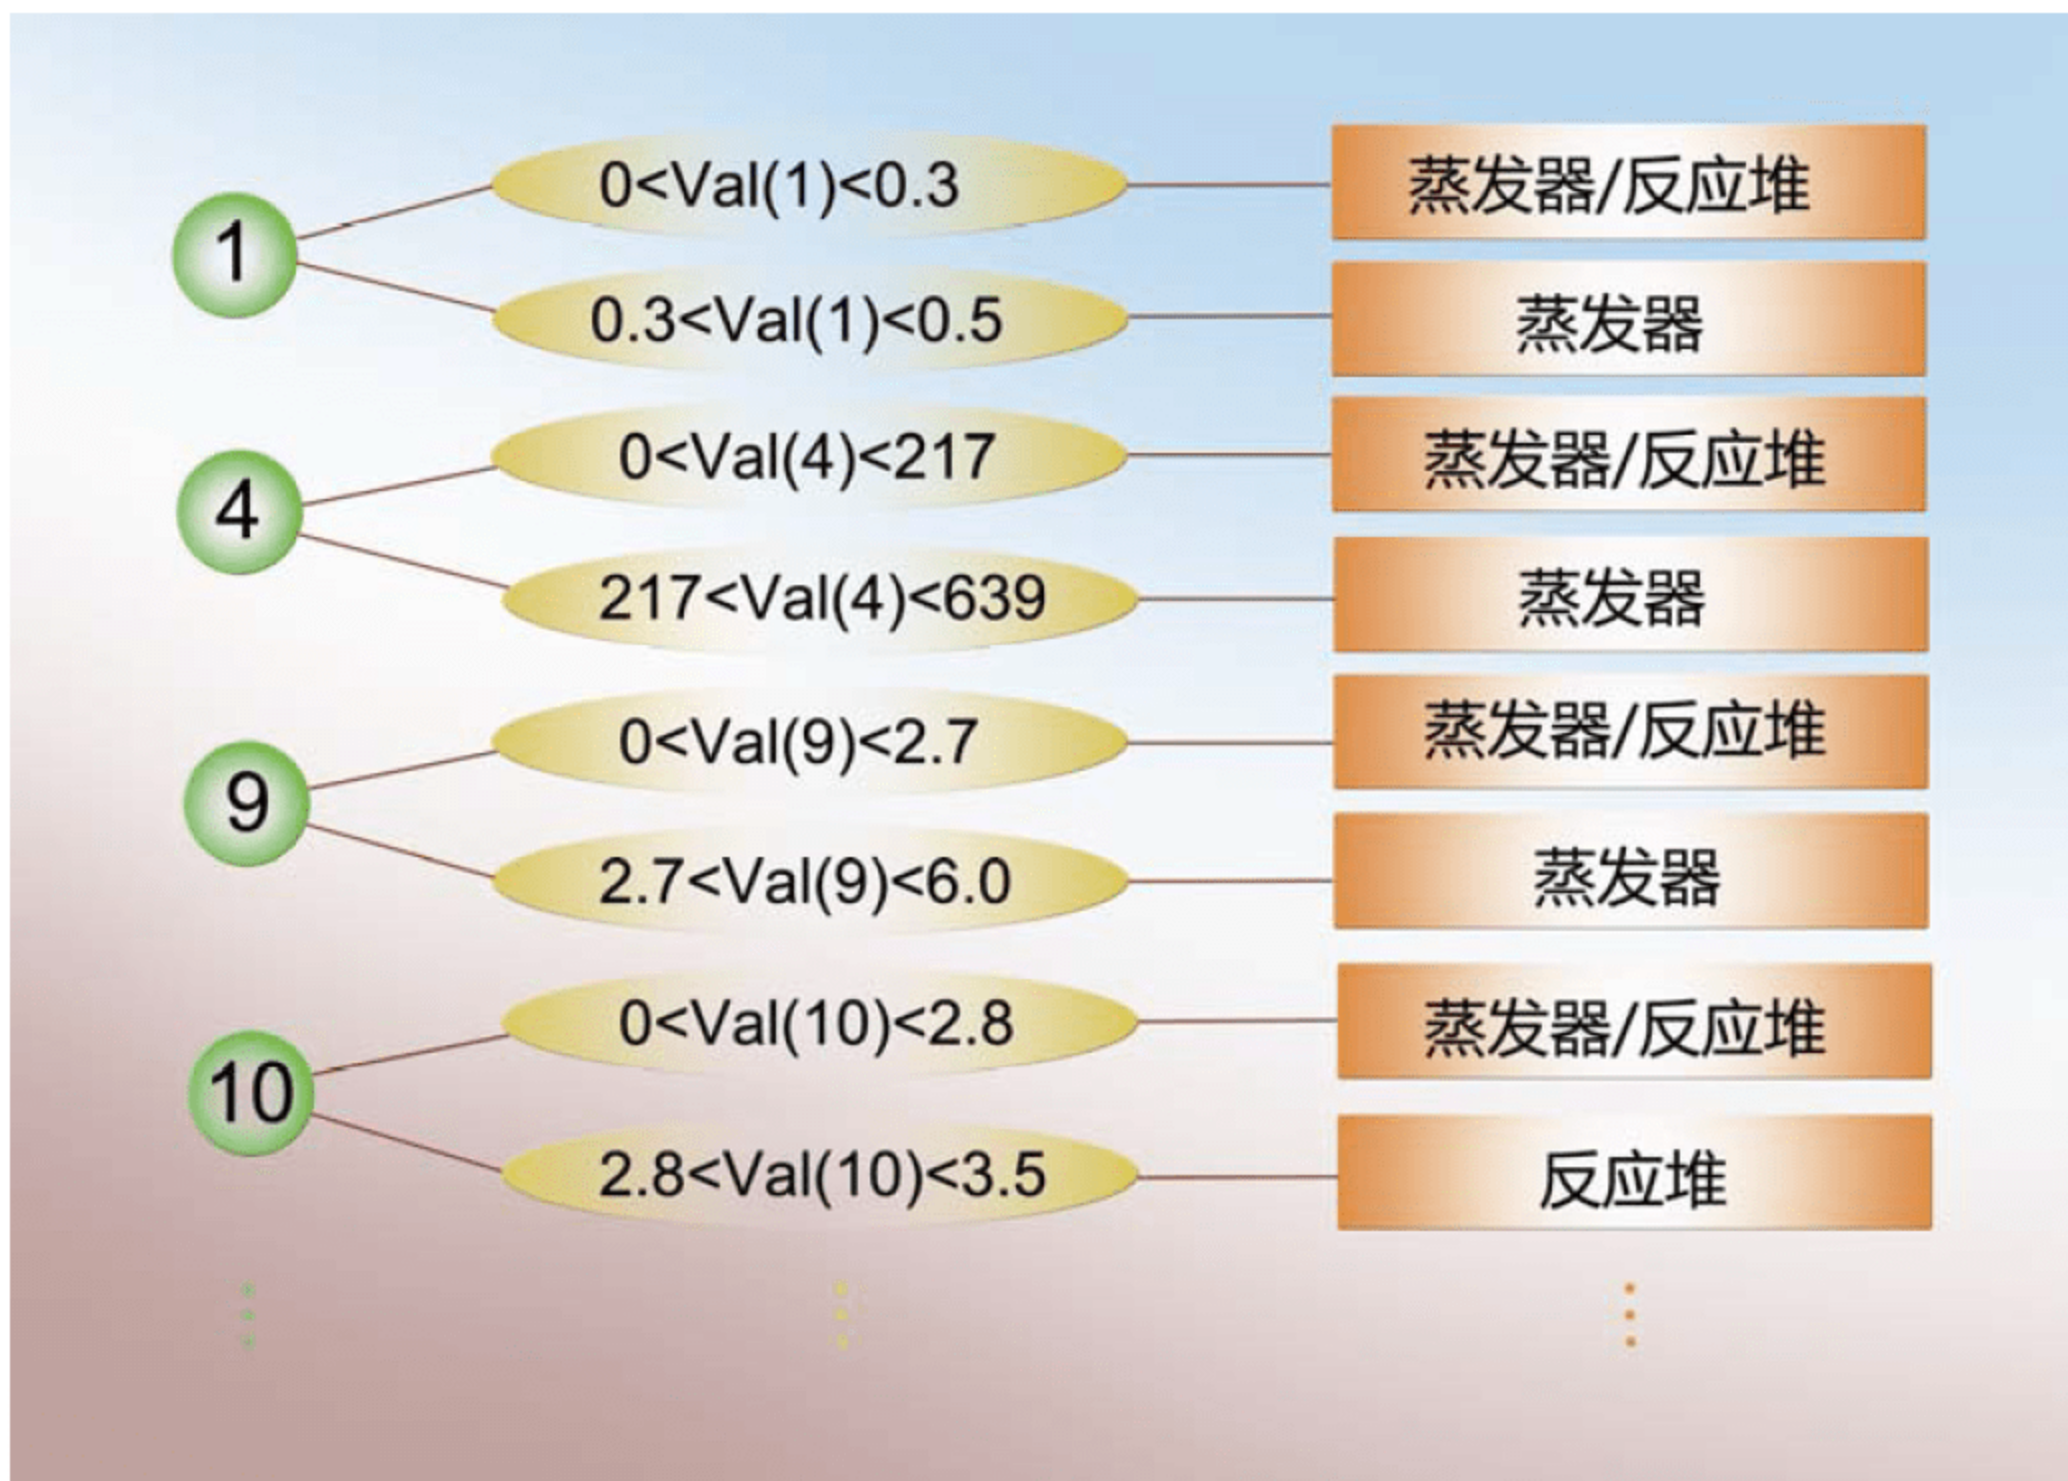 1
0<Val(1)<0.3
蒸发器/反应堆
0.3<Val(1)<0.5
蒸发器
4
0<Val(4)<217
蒸发器/反应堆
217<Val(4)<639
蒸发器
9
0<Val(9)<2.7
蒸发器/反应堆
2.7<Val(9)<6.0
蒸发器
10
0<Val(10)<2.8
蒸发器/反应堆
2.8<Val(10)<3.5
反应堆